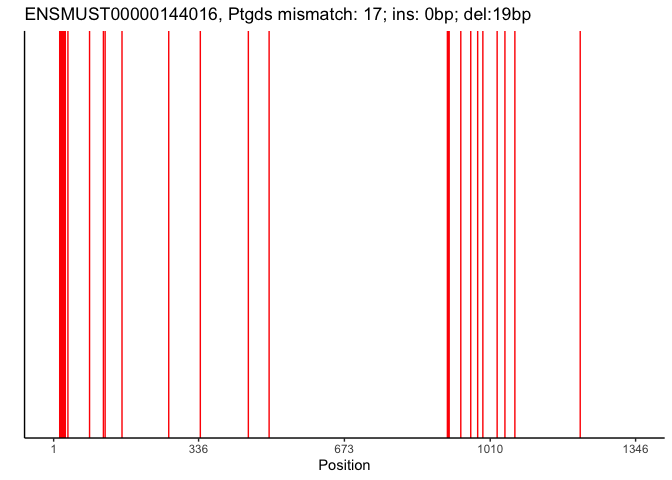 ENSMUST00000144016, Ptgds mismatch: 17; ins: 0bp; del:19bp
1 336 673 1010 1346
Position